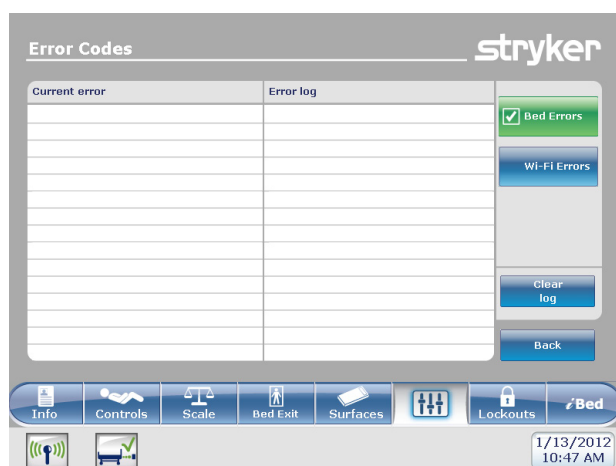 Error Codes
stryker
Current error
Error log
Bed Errors
Wi-Fi Errors
Clear
log
Back
Info
Controls
Scale
Bed Exit
Surfaces
Lockouts
iBed
1/13/2012
10:47 AM